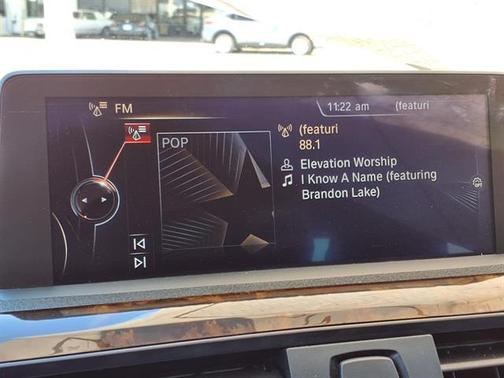 FM
11:22 am (featuri
POP
(featuri
88.1
Elevation Worship
I Know A Name (featuring
Brandon Lake)